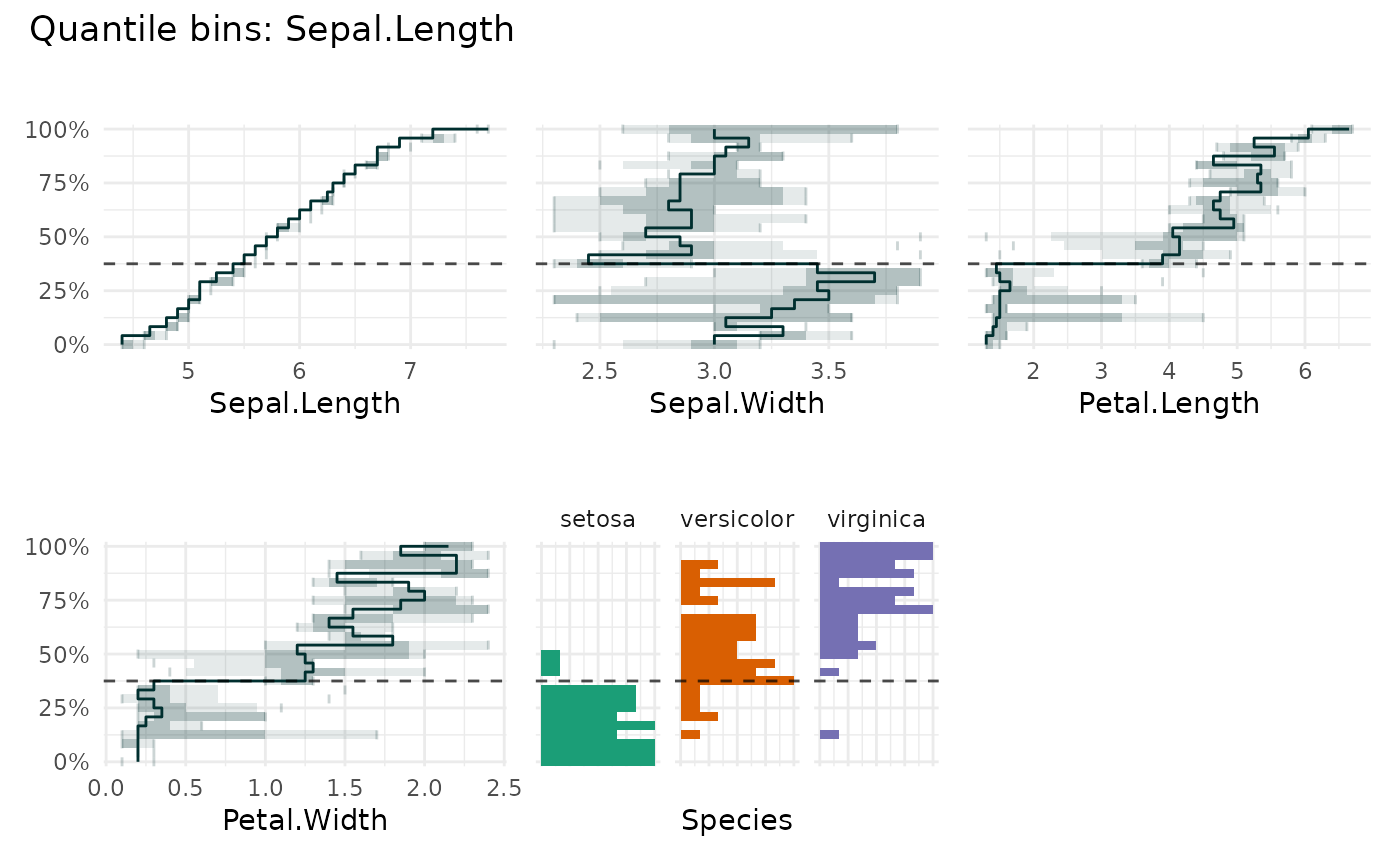 Quantile bins: Sepal.Length
100%
75%
50%
25%
0%
5 6 7
2.5 3.0 3.5
2 3 4 5 6
Sepal.Length Sepal.Width Petal.Length
setosa versicolor virginica
100%
75%
50%
25%
0%
0.0 0.5 1.0 1.5 2.0 2.5
Petal.Width Species